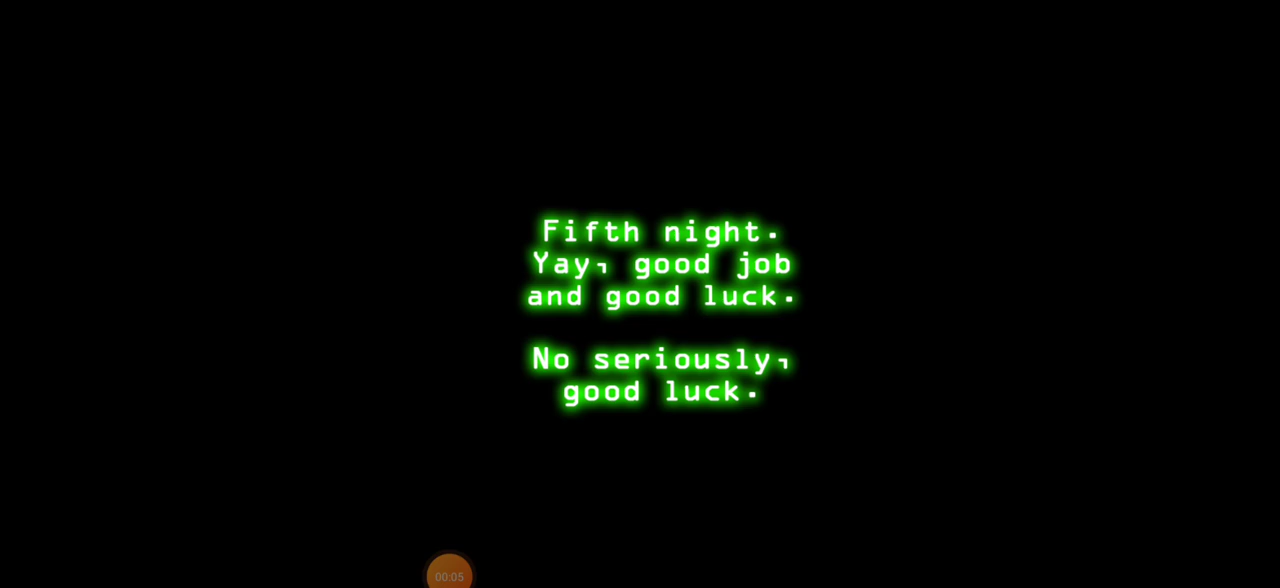 Fifth night.
Yay, good job
and good luck.
No seriously,
good luck.
00:05